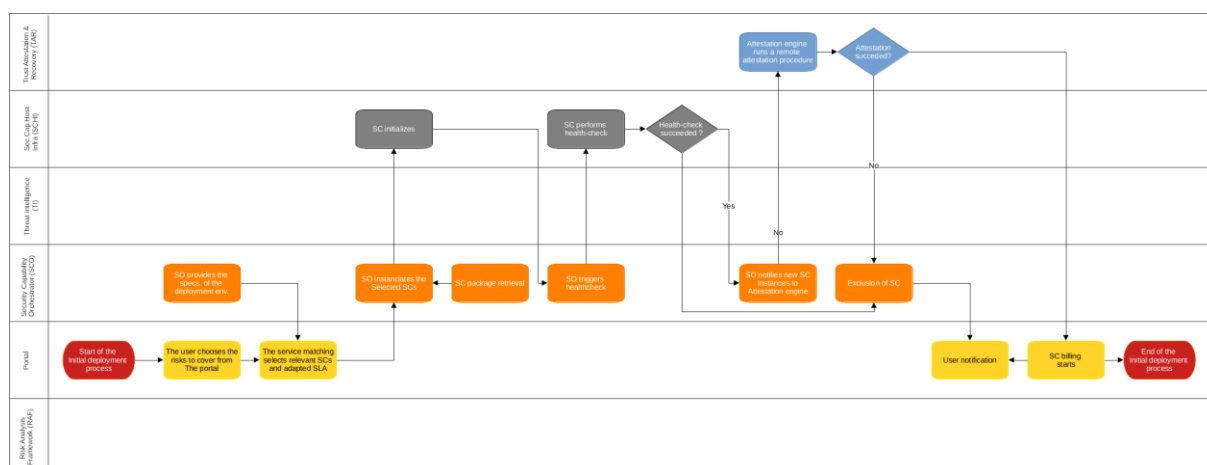 Trust Attestation &
Recovery (TAR)
Attestation engine
runs a remote
attestation procedure
Attestation
succeded?
Sec.Cap.Host.
Infra (SCHI)
SC initializes
SC performs
health-check
Health-check
succeeded ?
No
Threat Intelligence
(TI)
Yes
No
Security Capability
Orchestrator (SCO)
SO provides the
specs. of the
deployment env.
SO instanciates the
Selected SCs
SC package retrieval
SO triggers
healthcheck
SO notifies new SC
Instances to
Attestation engine
Exclusion of SC
Portal
Start of the
Initial deployment
process
The user chooses the
risks to cover from
The portal
The service matching
selects relevant SCs
and adapted SLA
User notification
SC billing
starts
End of the
Initial deployment
process
Risk Analysis
Framework (RAF)